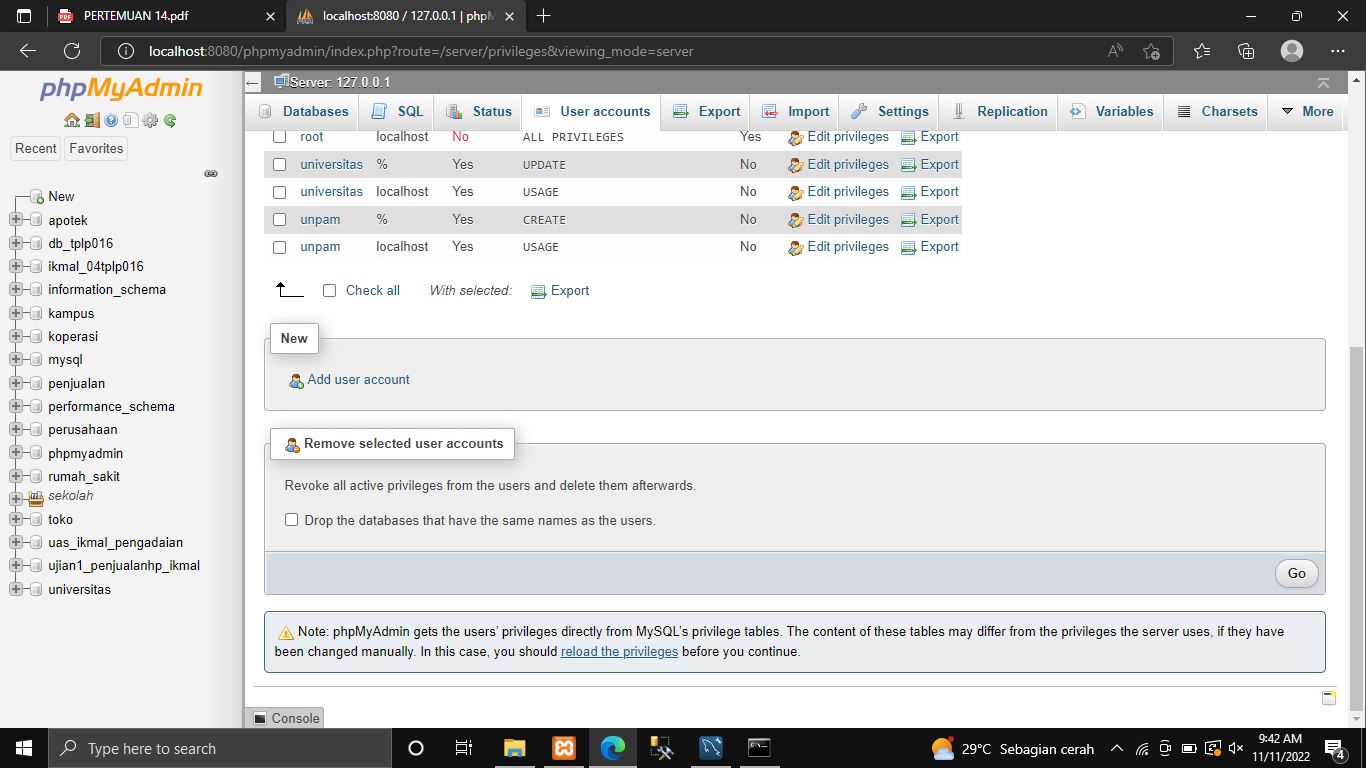 PERTEMUAN 14.pdf
localhost:8080 / 127.0.0.1 | phpM
localhost:8080/phpmyadmin/index.php?route=/server/privileges&viewing_mode=server
phpMyAdmin
Recent Favorites
New
apotek
db_tplp016
ikmal_04tplp016
information_schema
kampus
koperasi
mysql
penjualan
performance_schema
perusahaan
phpmyadmin
rumah_sakit
sekolah
toko
uas_ikmal_pengadaian
ujian1_penjualanhp_ikmal
universitas
Server: 127.0.0.1
Databases SQL Status User accounts Export Import Settings Replication Variables Charsets More
root localhost No ALL PRIVILEGES Yes Edit privileges Export
universitas % Yes UPDATE No Edit privileges Export
universitas localhost Yes USAGE No Edit privileges Export
unpam % Yes CREATE No Edit privileges Export
unpam localhost Yes USAGE No Edit privileges Export
Check all With selected: Export
New
Add user account
Remove selected user accounts
Revoke all active privileges from the users and delete them afterwards.
Drop the databases that have the same names as the users.
Go
Note: phpMyAdmin gets the users’ privileges directly from MySQL’s privilege tables. The content of these tables may differ from the privileges the server uses, if they have
been changed manually. In this case, you should reload the privileges before you continue.
Console
Type here to search
29°C Sebagian cerah
9:42 AM
11/11/2022
4